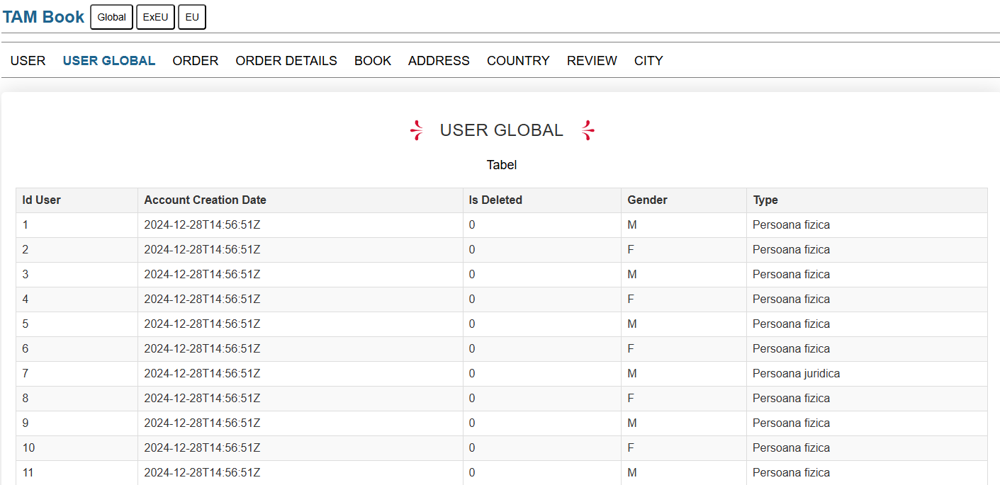 TAM Book Global ExEU EU
USER USER GLOBAL ORDER ORDER DETAILS BOOK ADDRESS COUNTRY REVIEW CITY
USER GLOBAL
Tabel
Id User Account Creation Date Is Deleted Gender Type
1 2024-12-28T14:56:51Z 0 M Persoana fizica
2 2024-12-28T14:56:51Z 0 F Persoana fizica
3 2024-12-28T14:56:51Z 0 M Persoana fizica
4 2024-12-28T14:56:51Z 0 F Persoana fizica
5 2024-12-28T14:56:51Z 0 M Persoana fizica
6 2024-12-28T14:56:51Z 0 F Persoana fizica
7 2024-12-28T14:56:51Z 0 M Persoana juridica
8 2024-12-28T14:56:51Z 0 F Persoana fizica
9 2024-12-28T14:56:51Z 0 M Persoana fizica
10 2024-12-28T14:56:51Z 0 F Persoana fizica
11 2024-12-28T14:56:51Z 0 M Persoana fizica